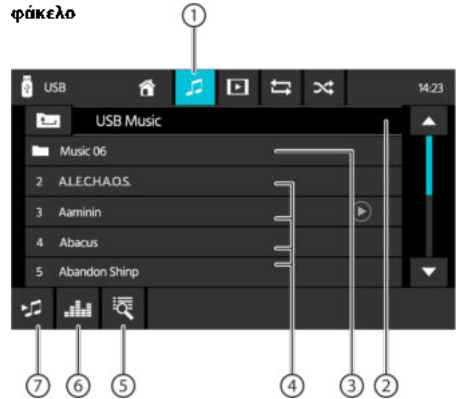 φάκελο
①
USB
14:23
USB Music
Music 06
2 A.L.E.C.H.A.O.S.
3 Aaminin
4 Abacus
5 Abandon Shinp
⑦ ⑥ ⑤ ④ ③ ②